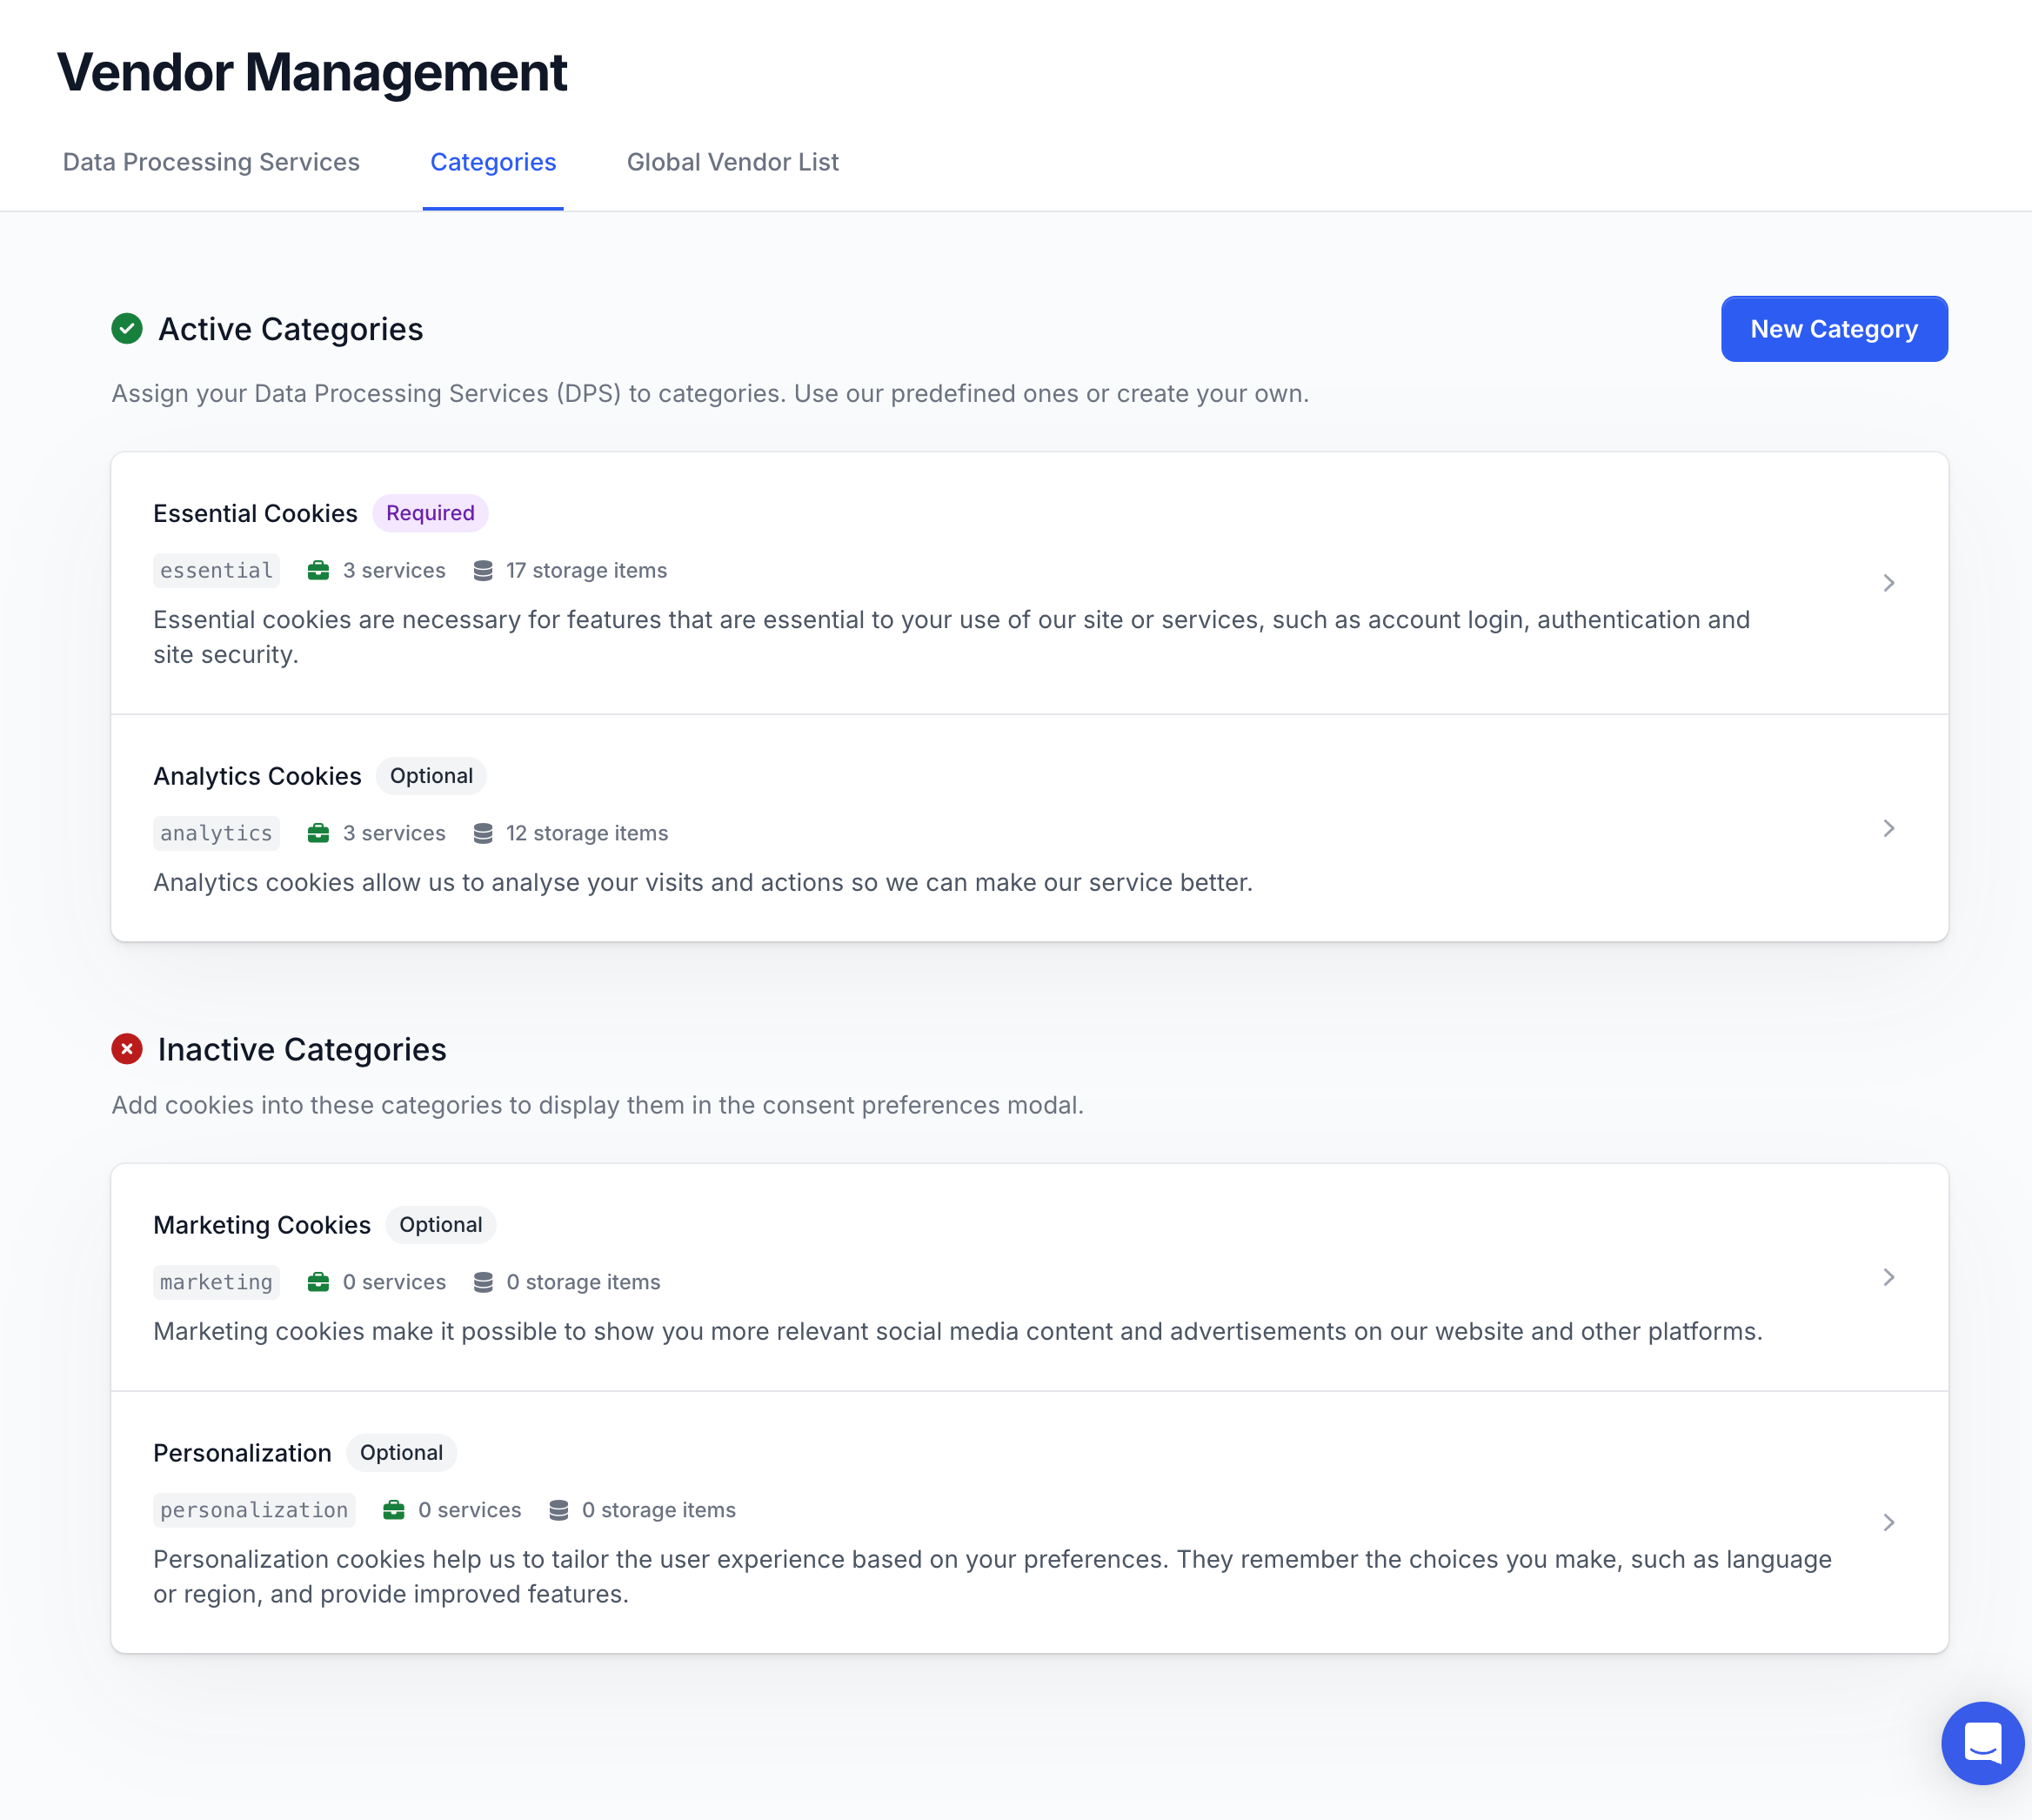 Vendor Management
Data Processing Services Categories Global Vendor List
Active Categories
New Category
Assign your Data Processing Services (DPS) to categories. Use our predefined ones or create your own.
Essential Cookies Required
essential 3 services 17 storage items
Essential cookies are necessary for features that are essential to your use of our site or services, such as account login, authentication and
site security.
Analytics Cookies Optional
analytics 3 services 12 storage items
Analytics cookies allow us to analyse your visits and actions so we can make our service better.
Inactive Categories
Add cookies into these categories to display them in the consent preferences modal.
Marketing Cookies Optional
marketing 0 services 0 storage items
Marketing cookies make it possible to show you more relevant social media content and advertisements on our website and other platforms.
Personalization Optional
personalization 0 services 0 storage items
Personalization cookies help us to tailor the user experience based on your preferences. They remember the choices you make, such as language
or region, and provide improved features.